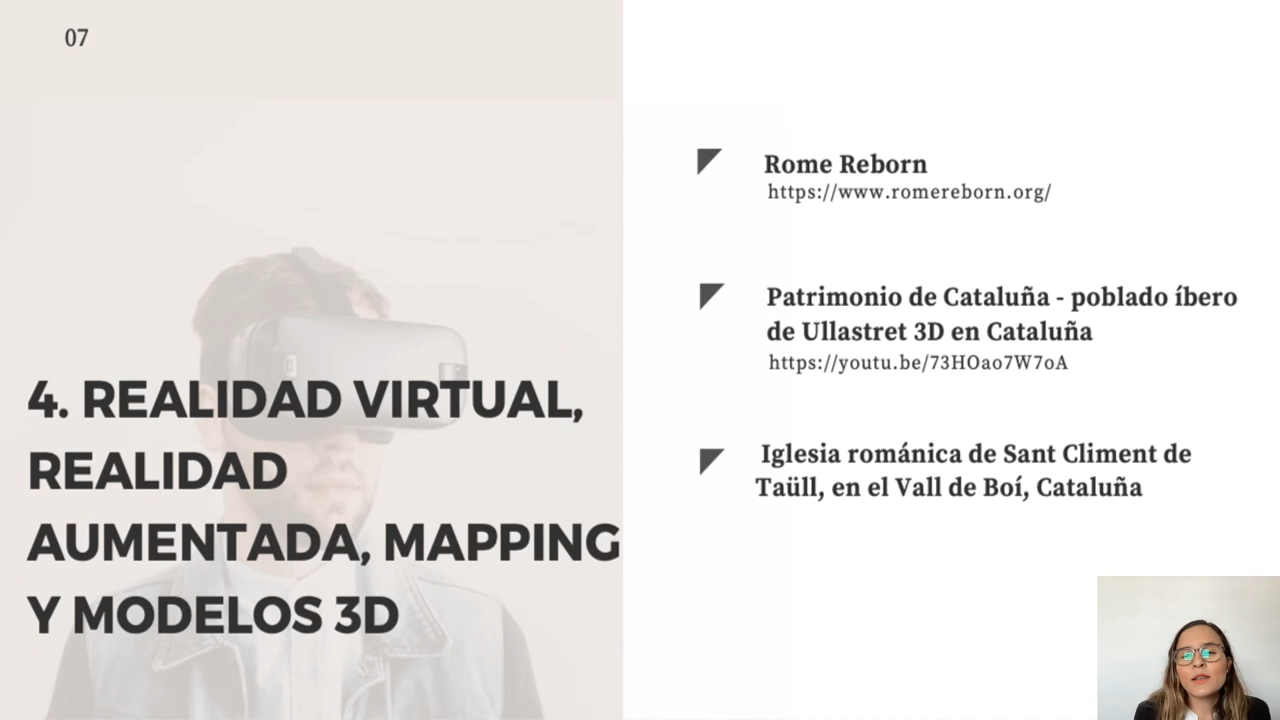 07
4. REALIDAD VIRTUAL,
REALIDAD
AUMENTADA, MAPPING
Y MODELOS 3D
Rome Reborn
https://www.romereborn.org/
Patrimonio de Cataluña - poblado íbero
de Ullastret 3D en Cataluña
https://youtu.be/73HOao7W7oA
Iglesia románica de Sant Climent de
Taüll, en el Vall de Boí, Cataluña